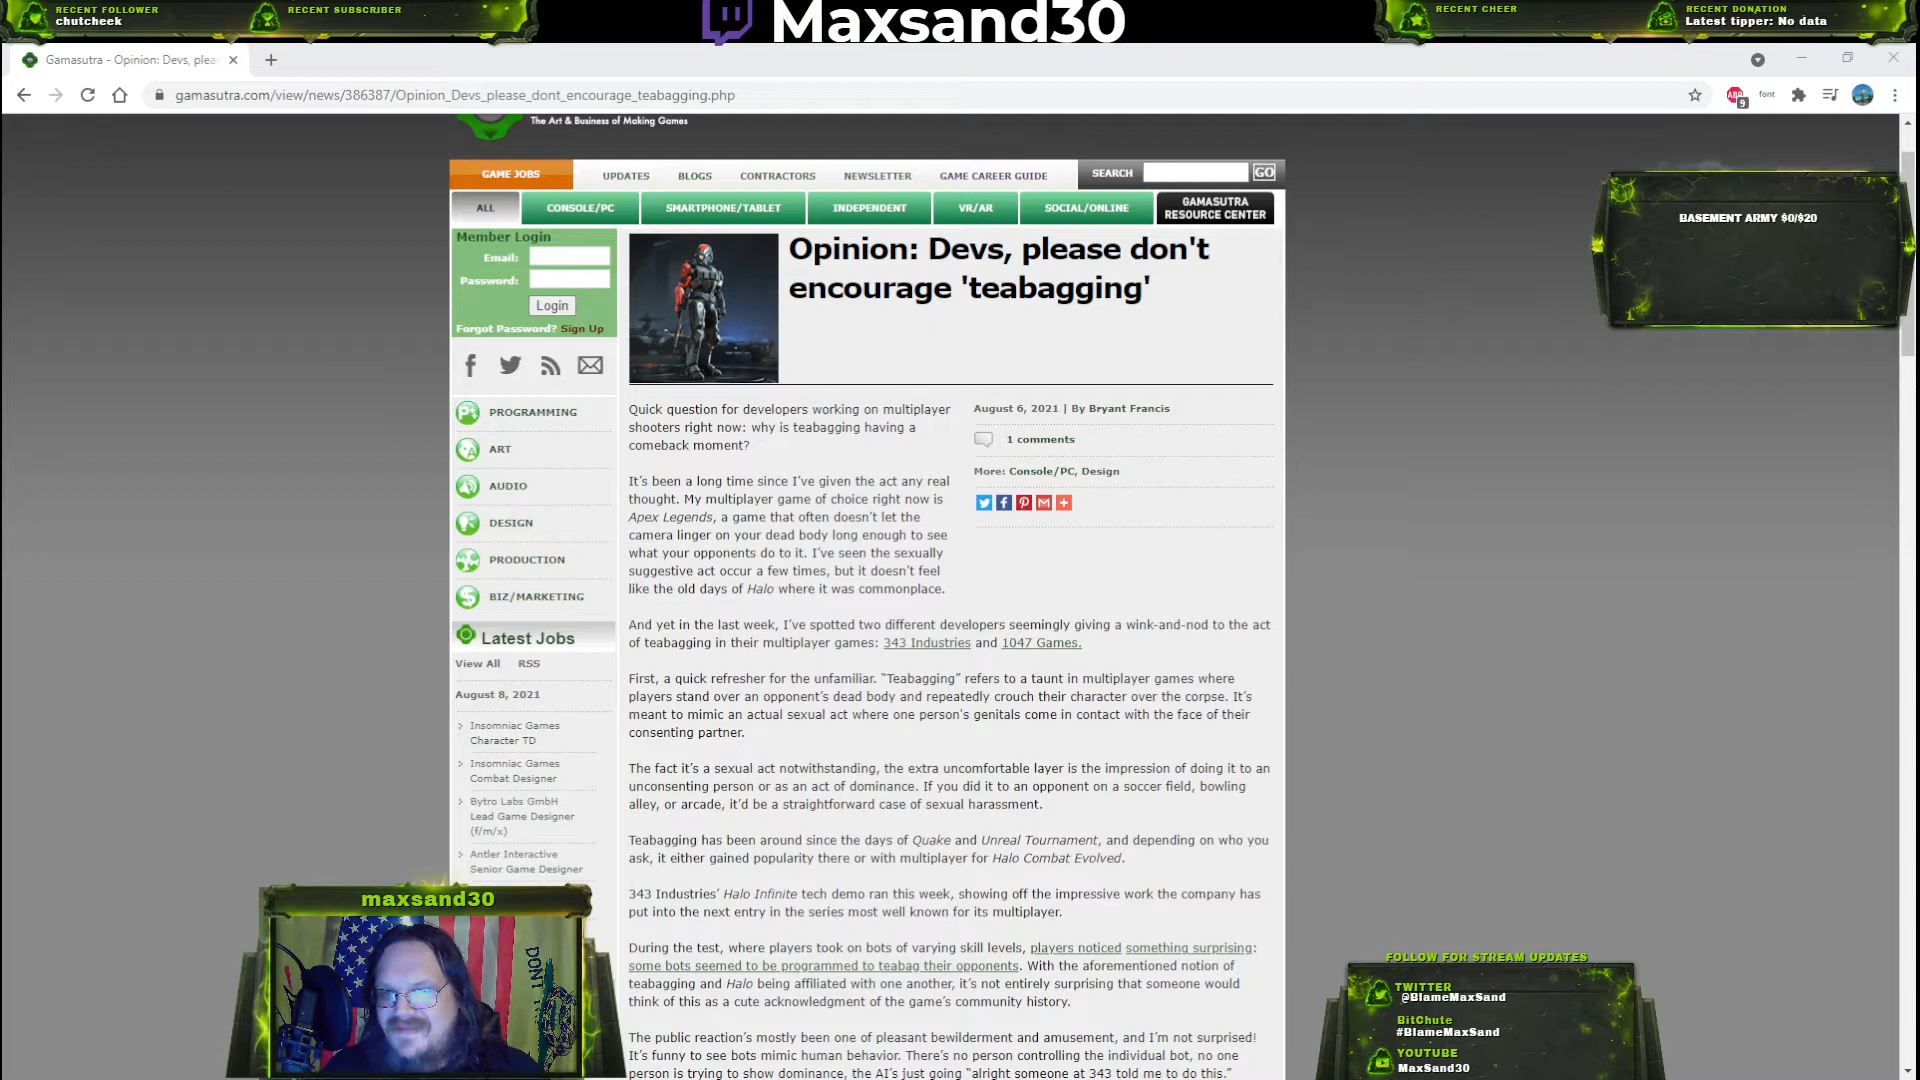 RECENT FOLLOWER
chutcheek
RECENT SUBSCRIBER
Maxsand30
RECENT CHEER
RECENT DONATION
Latest tipper: No data
Gamasutra - Opinion: Devs, plea
gamasutra.com/view/news/386387/Opinion_Devs_please_dont_encourage_teabagging.php
ABP
9
font
The Art & Business of Making Games
GAME JOBS
UPDATES
BLOGS
CONTRACTORS
NEWSLETTER
GAME CAREER GUIDE
SEARCH
GO
ALL
CONSOLE/PC
SMARTPHONE/TABLET
INDEPENDENT
VR/AR
SOCIAL/ONLINE
GAMASUTRA
RESOURCE CENTER
BASEMENT ARMY $0/$20
Member Login
Email:
Password:
Login
Forgot Password? Sign Up
PROGRAMMING
ART
AUDIO
DESIGN
PRODUCTION
BIZ/MARKETING
Latest Jobs
View All
RSS
August 8, 2021
Insomniac Games
Character TD
Insomniac Games
Combat Designer
Bytro Labs GmbH
Lead Game Designer
(f/m/x)
Antler Interactive
Senior Game Designer
Opinion: Devs, please don't
encourage 'teabagging'
August 6, 2021 | By Bryant Francis
1 comments
More: Console/PC, Design
Quick question for developers working on multiplayer
shooters right now: why is teabagging having a
comeback moment?
It's been a long time since I've given the act any real
thought. My multiplayer game of choice right now is
Apex Legends, a game that often doesn't let the
camera linger on your dead body long enough to see
what your opponents do to it. I've seen the sexually
suggestive act occur a few times, but it doesn't feel
like the old days of Halo where it was commonplace.
And yet in the last week, I've spotted two different developers seemingly giving a wink-and-nod to the act
of teabagging in their multiplayer games: 343 Industries and 1047 Games.
First, a quick refresher for the unfamiliar. "Teabagging" refers to a taunt in multiplayer games where
players stand over an opponent's dead body and repeatedly crouch their character over the corpse. It's
meant to mimic an actual sexual act where one person's genitals come in contact with the face of their
consenting partner.
The fact it's a sexual act notwithstanding, the extra uncomfortable layer is the impression of doing it to an
unconsenting person or as an act of dominance. If you did it to an opponent on a soccer field, bowling
alley, or arcade, it'd be a straightforward case of sexual harassment.
Teabagging has been around since the days of Quake and Unreal Tournament, and depending on who you
ask, it either gained popularity there or with multiplayer for Halo Combat Evolved.
343 Industries' Halo Infinite tech demo ran this week, showing off the impressive work the company has
put into the next entry in the series most well known for its multiplayer.
During the test, where players took on bots of varying skill levels, players noticed something surprising:
some bots seemed to be programmed to teabag their opponents. With the aforementioned notion of
teabagging and Halo being affiliated with one another, it's not entirely surprising that someone would
think of this as a cute acknowledgment of the game's community history.
The public reaction's mostly been one of pleasant bewilderment and amusement, and I'm not surprised!
It's funny to see bots mimic human behavior. There's no person controlling the individual bot, no one
person is trying to show dominance, the AI's just going "alright someone at 343 told me to do this."
maxsand30
DON'T
FOLLOW FOR STREAM UPDATES
TWITTER
@BlameMaxSand
BitChute
#BlameMaxSand
YOUTUBE
MaxSand30